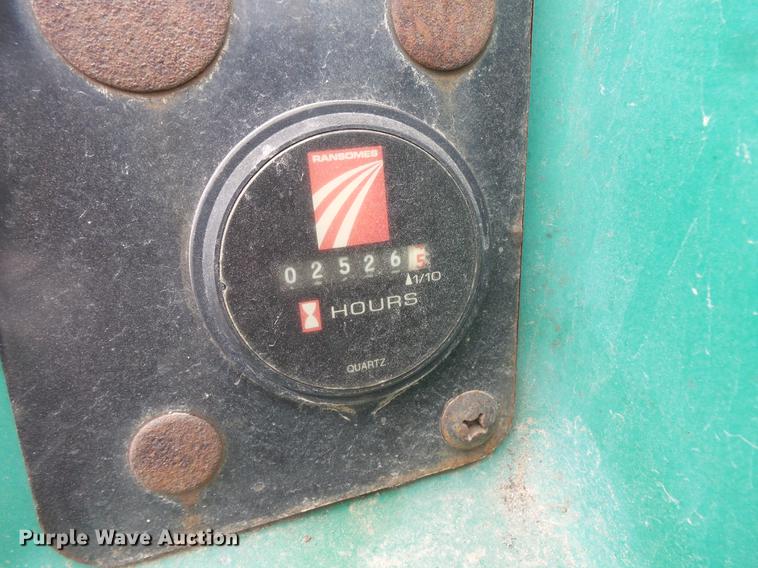 RANSOMES
025265
1/10
HOURS
QUARTZ
Purple Wave Auction